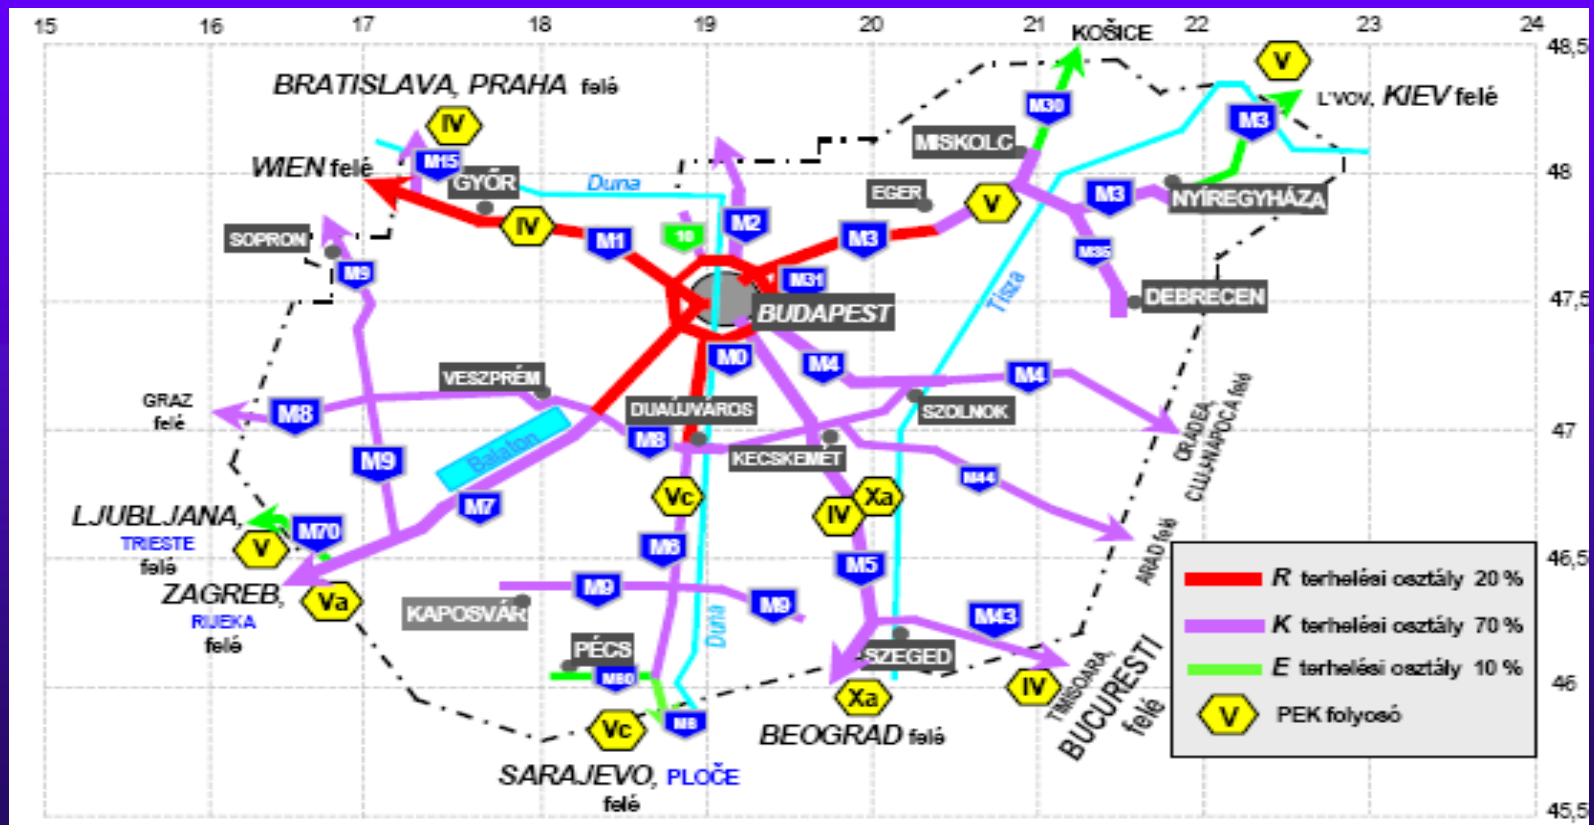 15 16 17 18 19 20 21 22 23 24
48,5
48
47,5
47
46,5
46
45,5
KOŠICE
V
BRATISLAVA, PRAHA felé
IV
L'VOV, KIEV felé
M30
M3
WIEN felé
M15
GYŐR
Duna
MISKOLC
EGER
V
M3
NYÍREGYHÁZA
SOPRON
IV
M1
10
M2
M3
M35
M9
M31
Tisza
DEBRECEN
BUDAPEST
M0
M4
M4
VESZPRÉM
GRAZ
felé
M8
DUAÚJVÁROS
SZOLNOK
ORADEA,
CLUJ-NAPOCA felé
M8
KECSKEMÉT
Balaton
M9
M7
M44
Vc
IV
Xa
LJUBLJANA,
TRIESTE
felé
V
M70
M6
M5
ARAD felé
ZAGREB,
RIJEKA
felé
Va
M9
M9
M43
KAPOSVÁR
Duna
PÉCS
M60
SZEGED
Xa
IV
TIMISOARA,
BUCURESTI
felé
Vc
M6
BEOGRAD felé
SARAJEVO, PLOČE
felé
R terhelési osztály 20 %
K terhelési osztály 70 %
E terhelési osztály 10 %
V PEK folyosó